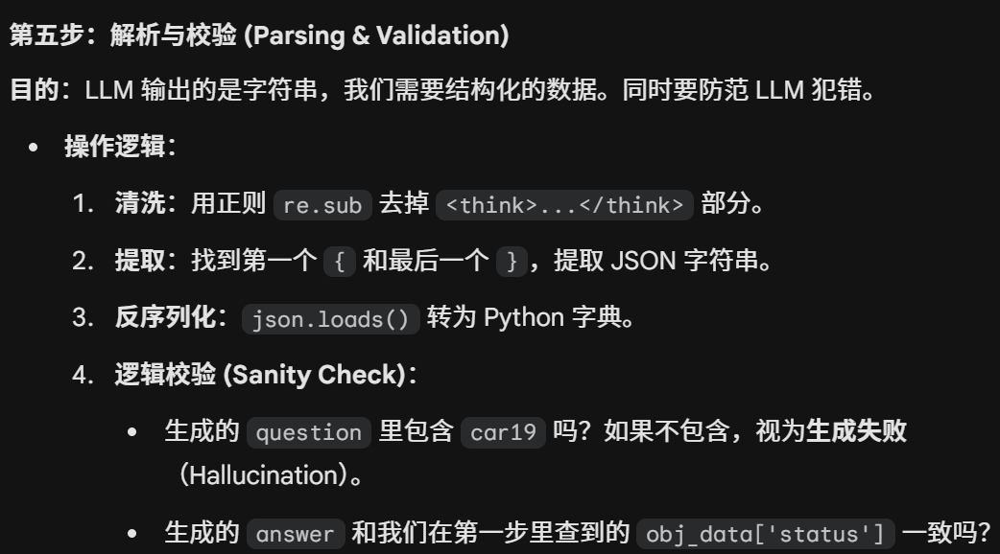 第五步：解析与校验 (Parsing & Validation)
目的：LLM 输出的是字符串，我们需要结构化的数据。同时要防范 LLM 犯错。
• 操作逻辑：
1. 清洗：用正则 re.sub 去掉 <think>...</think> 部分。
2. 提取：找到第一个 { 和最后一个 }，提取 JSON 字符串。
3. 反序列化：json.loads() 转为 Python 字典。
4. 逻辑校验 (Sanity Check)：
• 生成的 question 里包含 car19 吗？如果不包含，视为生成失败
（Hallucination）。
• 生成的 answer 和我们在第一步里查到的 obj_data['status'] 一致吗？